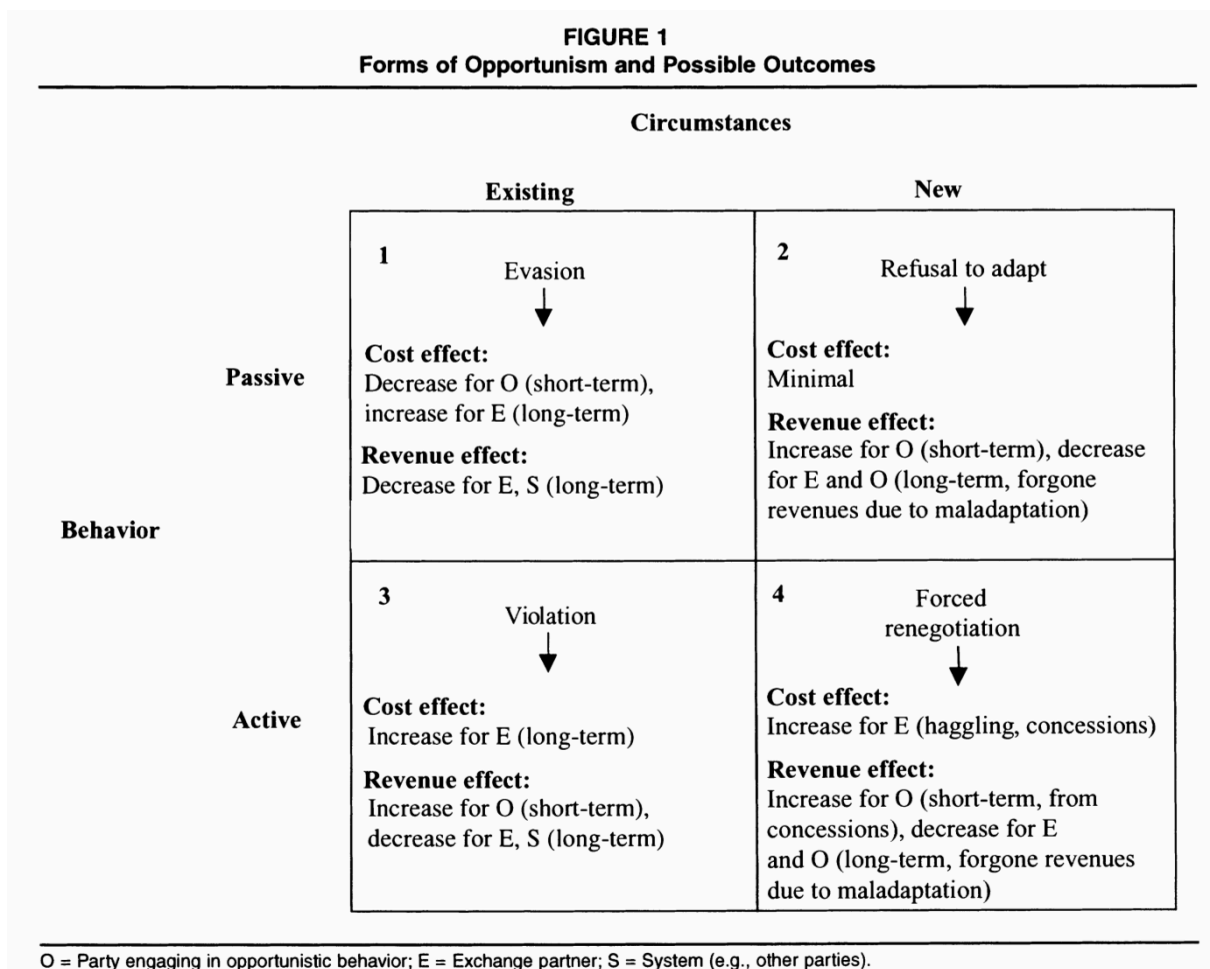 FIGURE 1
Forms of Opportunism and Possible Outcomes
Circumstances
Existing
New
Behavior
Passive
1
Evasion
Cost effect:
Decrease for O (short-term),
increase for E (long-term)
Revenue effect:
Decrease for E, S (long-term)
2
Refusal to adapt
Cost effect:
Minimal
Revenue effect:
Increase for O (short-term), decrease
for E and O (long-term, forgone
revenues due to maladaptation)
Active
3
Violation
Cost effect:
Increase for E (long-term)
Revenue effect:
Increase for O (short-term),
decrease for E, S (long-term)
4
Forced
renegotiation
Cost effect:
Increase for E (haggling, concessions)
Revenue effect:
Increase for O (short-term, from
concessions), decrease for E
and O (long-term, forgone revenues
due to maladaptation)
O = Party engaging in opportunistic behavior; E = Exchange partner; S = System (e.g., other parties).